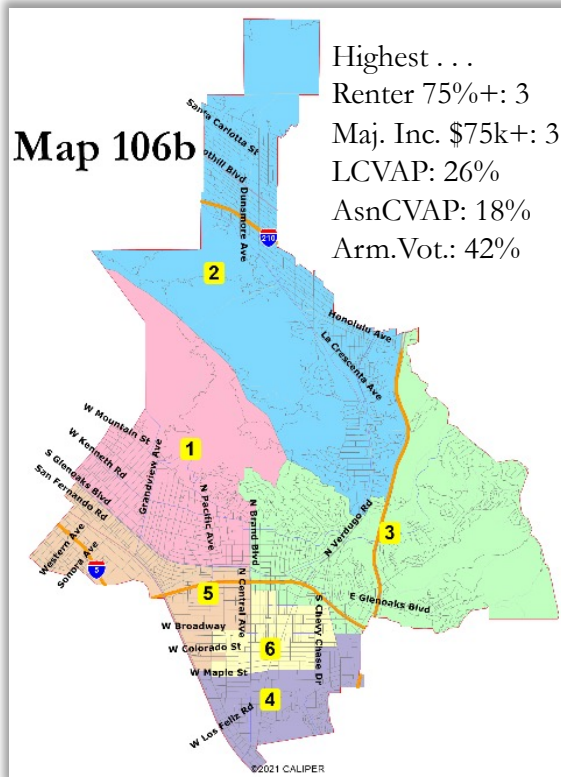 Map 106b
Highest . . .
Renter 75%+: 3
Maj. Inc. $75k+: 3
LCVAP: 26%
AsnCVAP: 18%
Arm.Vot.: 42%
Santa Carlotta St
othill Blvd
Dunsmore Ave
210
2
Honolulu Ave
La Crescenta Ave
W Mountain St
W Kenneth Rd
S Glenoaks Blvd
San Fernando Rd
Grandview Ave
1
N Pacific Ave
N Brand Blvd
N Verdugo Rd
3
Western Ave
Sonora Ave
5
5
N Central Ave
E Glenoaks Blvd
S Chevy Chase Dr
W Broadway
W Colorado St
6
W Maple St
4
W Los Feliz Rd
©2021 CALIPER